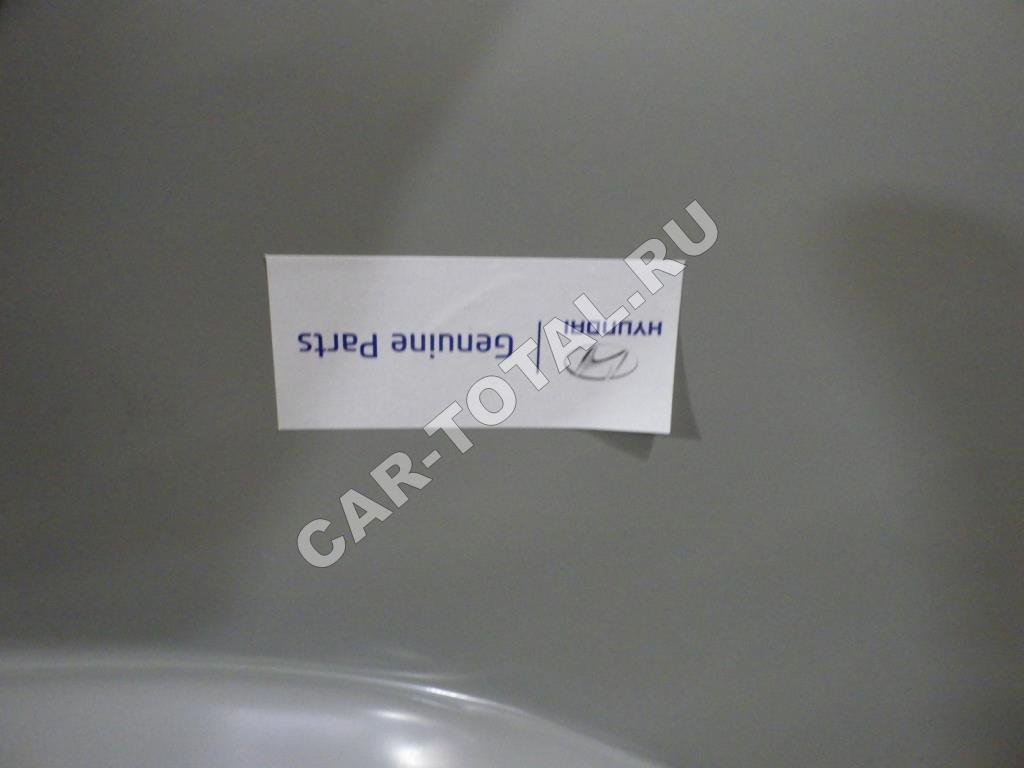 HYUNDAI
Genuine Parts
CAR-TOTAL.RU